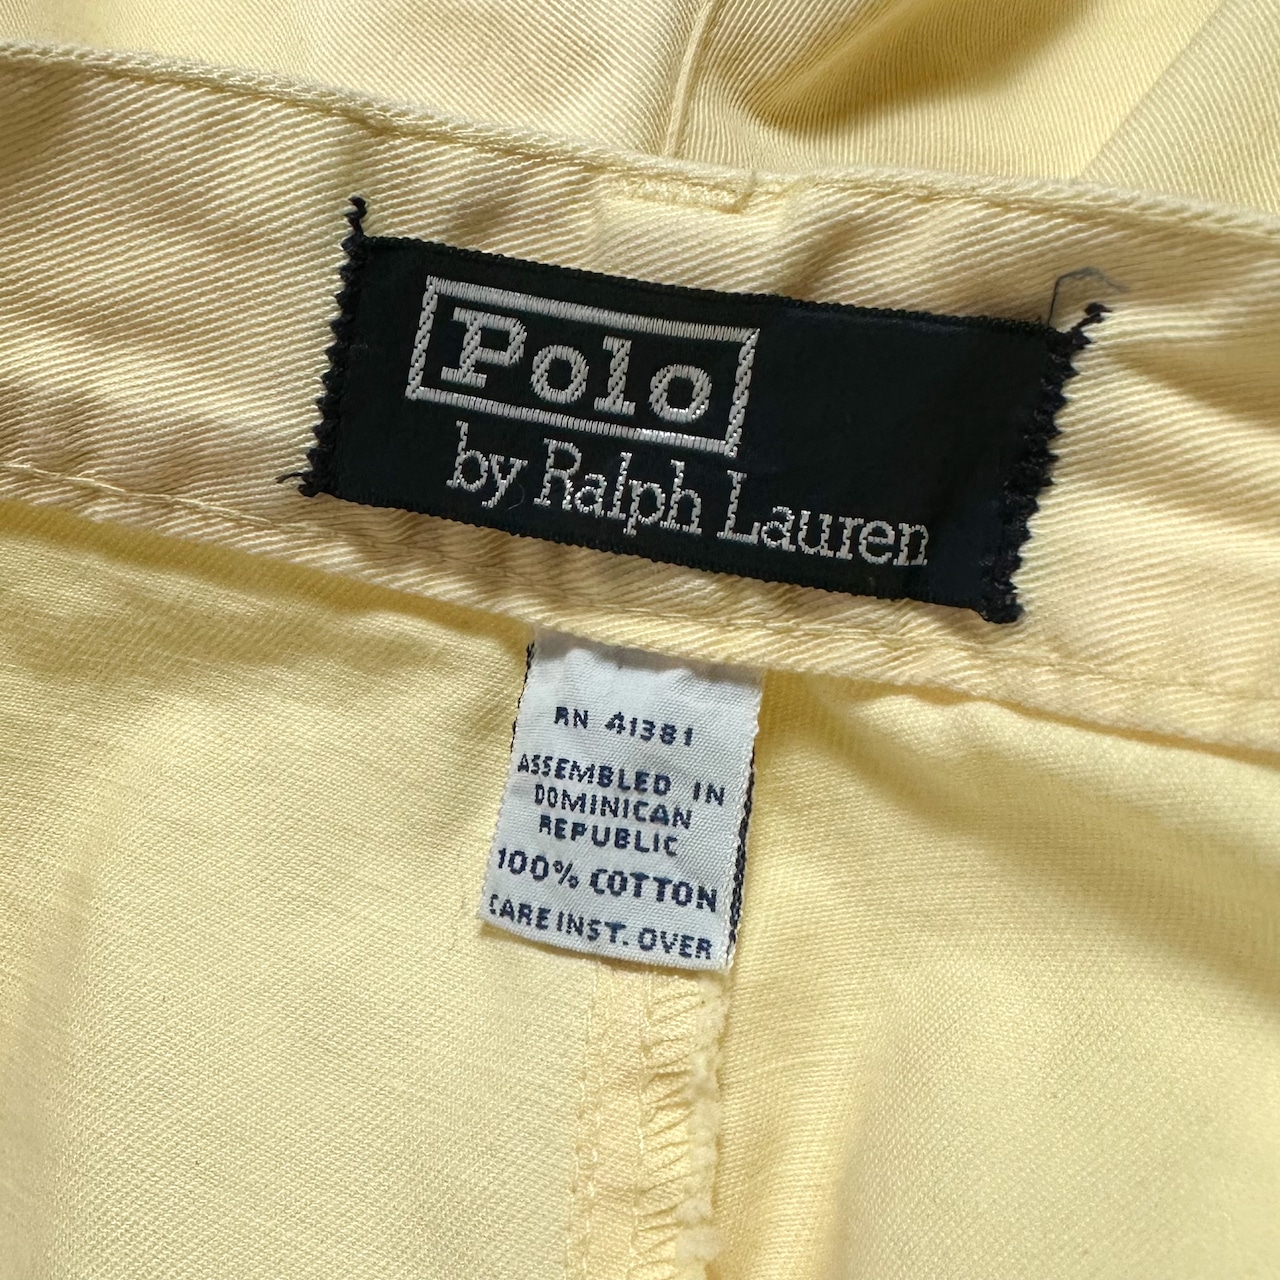 Polo
by Ralph Lauren
RN 41381
ASSEMBLED IN
DOMINICAN
REPUBLIC
100% COTTON
CARE INST. OVER